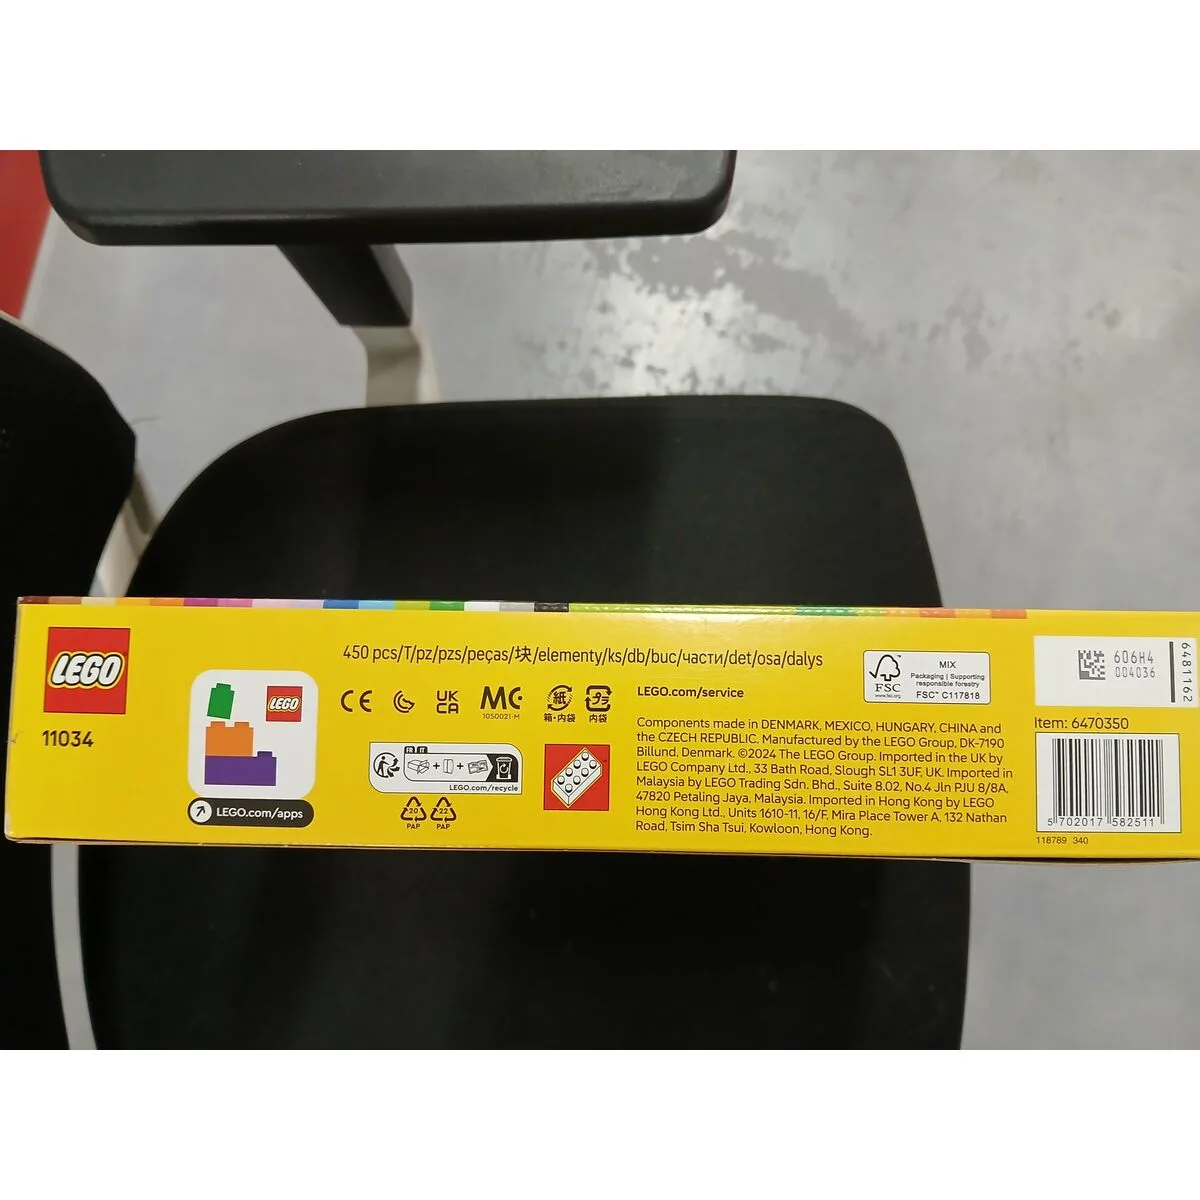 LEGO
11034
LEGO
LEGO.com/apps
450 pcs/T/pz/pzs/peças/块/elementy/ks/db/buc/части/det/osa/dalys
CE
UK
CA
1050021-M
紙
箱・内袋
プラ
内袋
FR IT
LEGO.com/recycle
20
PAP
22
PAP
LEGO.com/service
Components made in DENMARK, MEXICO, HUNGARY, CHINA and
the CZECH REPUBLIC. Manufactured by the LEGO Group, DK-7190
Billund, Denmark. ©2024 The LEGO Group. Imported in the UK by
LEGO Company Ltd., 33 Bath Road, Slough SL1 3UF, UK. Imported in
Malaysia by LEGO Trading Sdn. Bhd., Suite 8.02, No.4 Jln PJU 8/8A,
47820 Petaling Jaya, Malaysia. Imported in Hong Kong by LEGO
Hong Kong Ltd., Units 1610-11, 16/F, Mira Place Tower A, 132 Nathan
Road, Tsim Sha Tsui, Kowloon, Hong Kong.
FSC
www.fsc.org
MIX
Packaging | Supporting
responsible forestry
FSC™ C117818
606H4
004036
6481162
Item: 6470350
5 702017 582511
118789 340